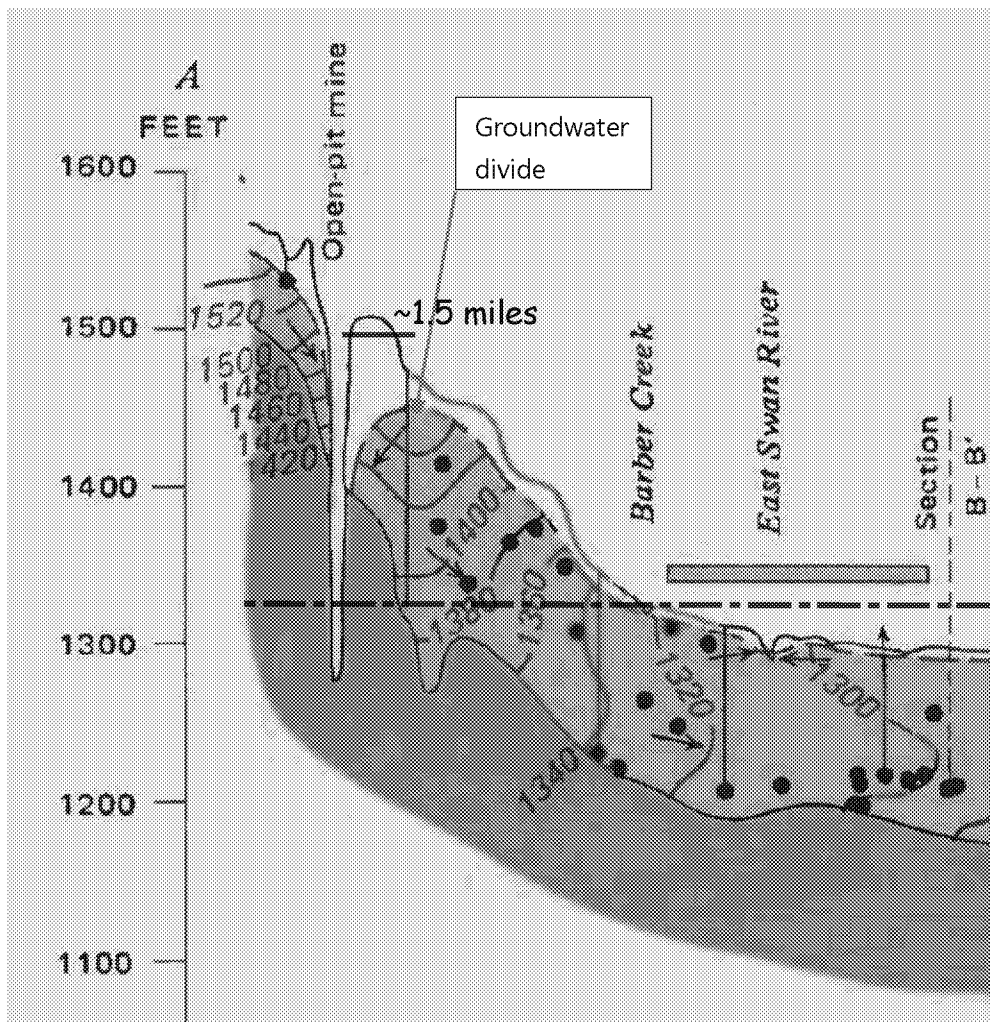 A
FEET
1600
1500
1400
1300
1200
1100
Open-pit mine
Groundwater
divide
~1.5 miles
1520
1500
1480
1460
1440
1420
1400
1380
1360
1340
1320
1300
Barber Creek
East Swan River
Section
B - B'